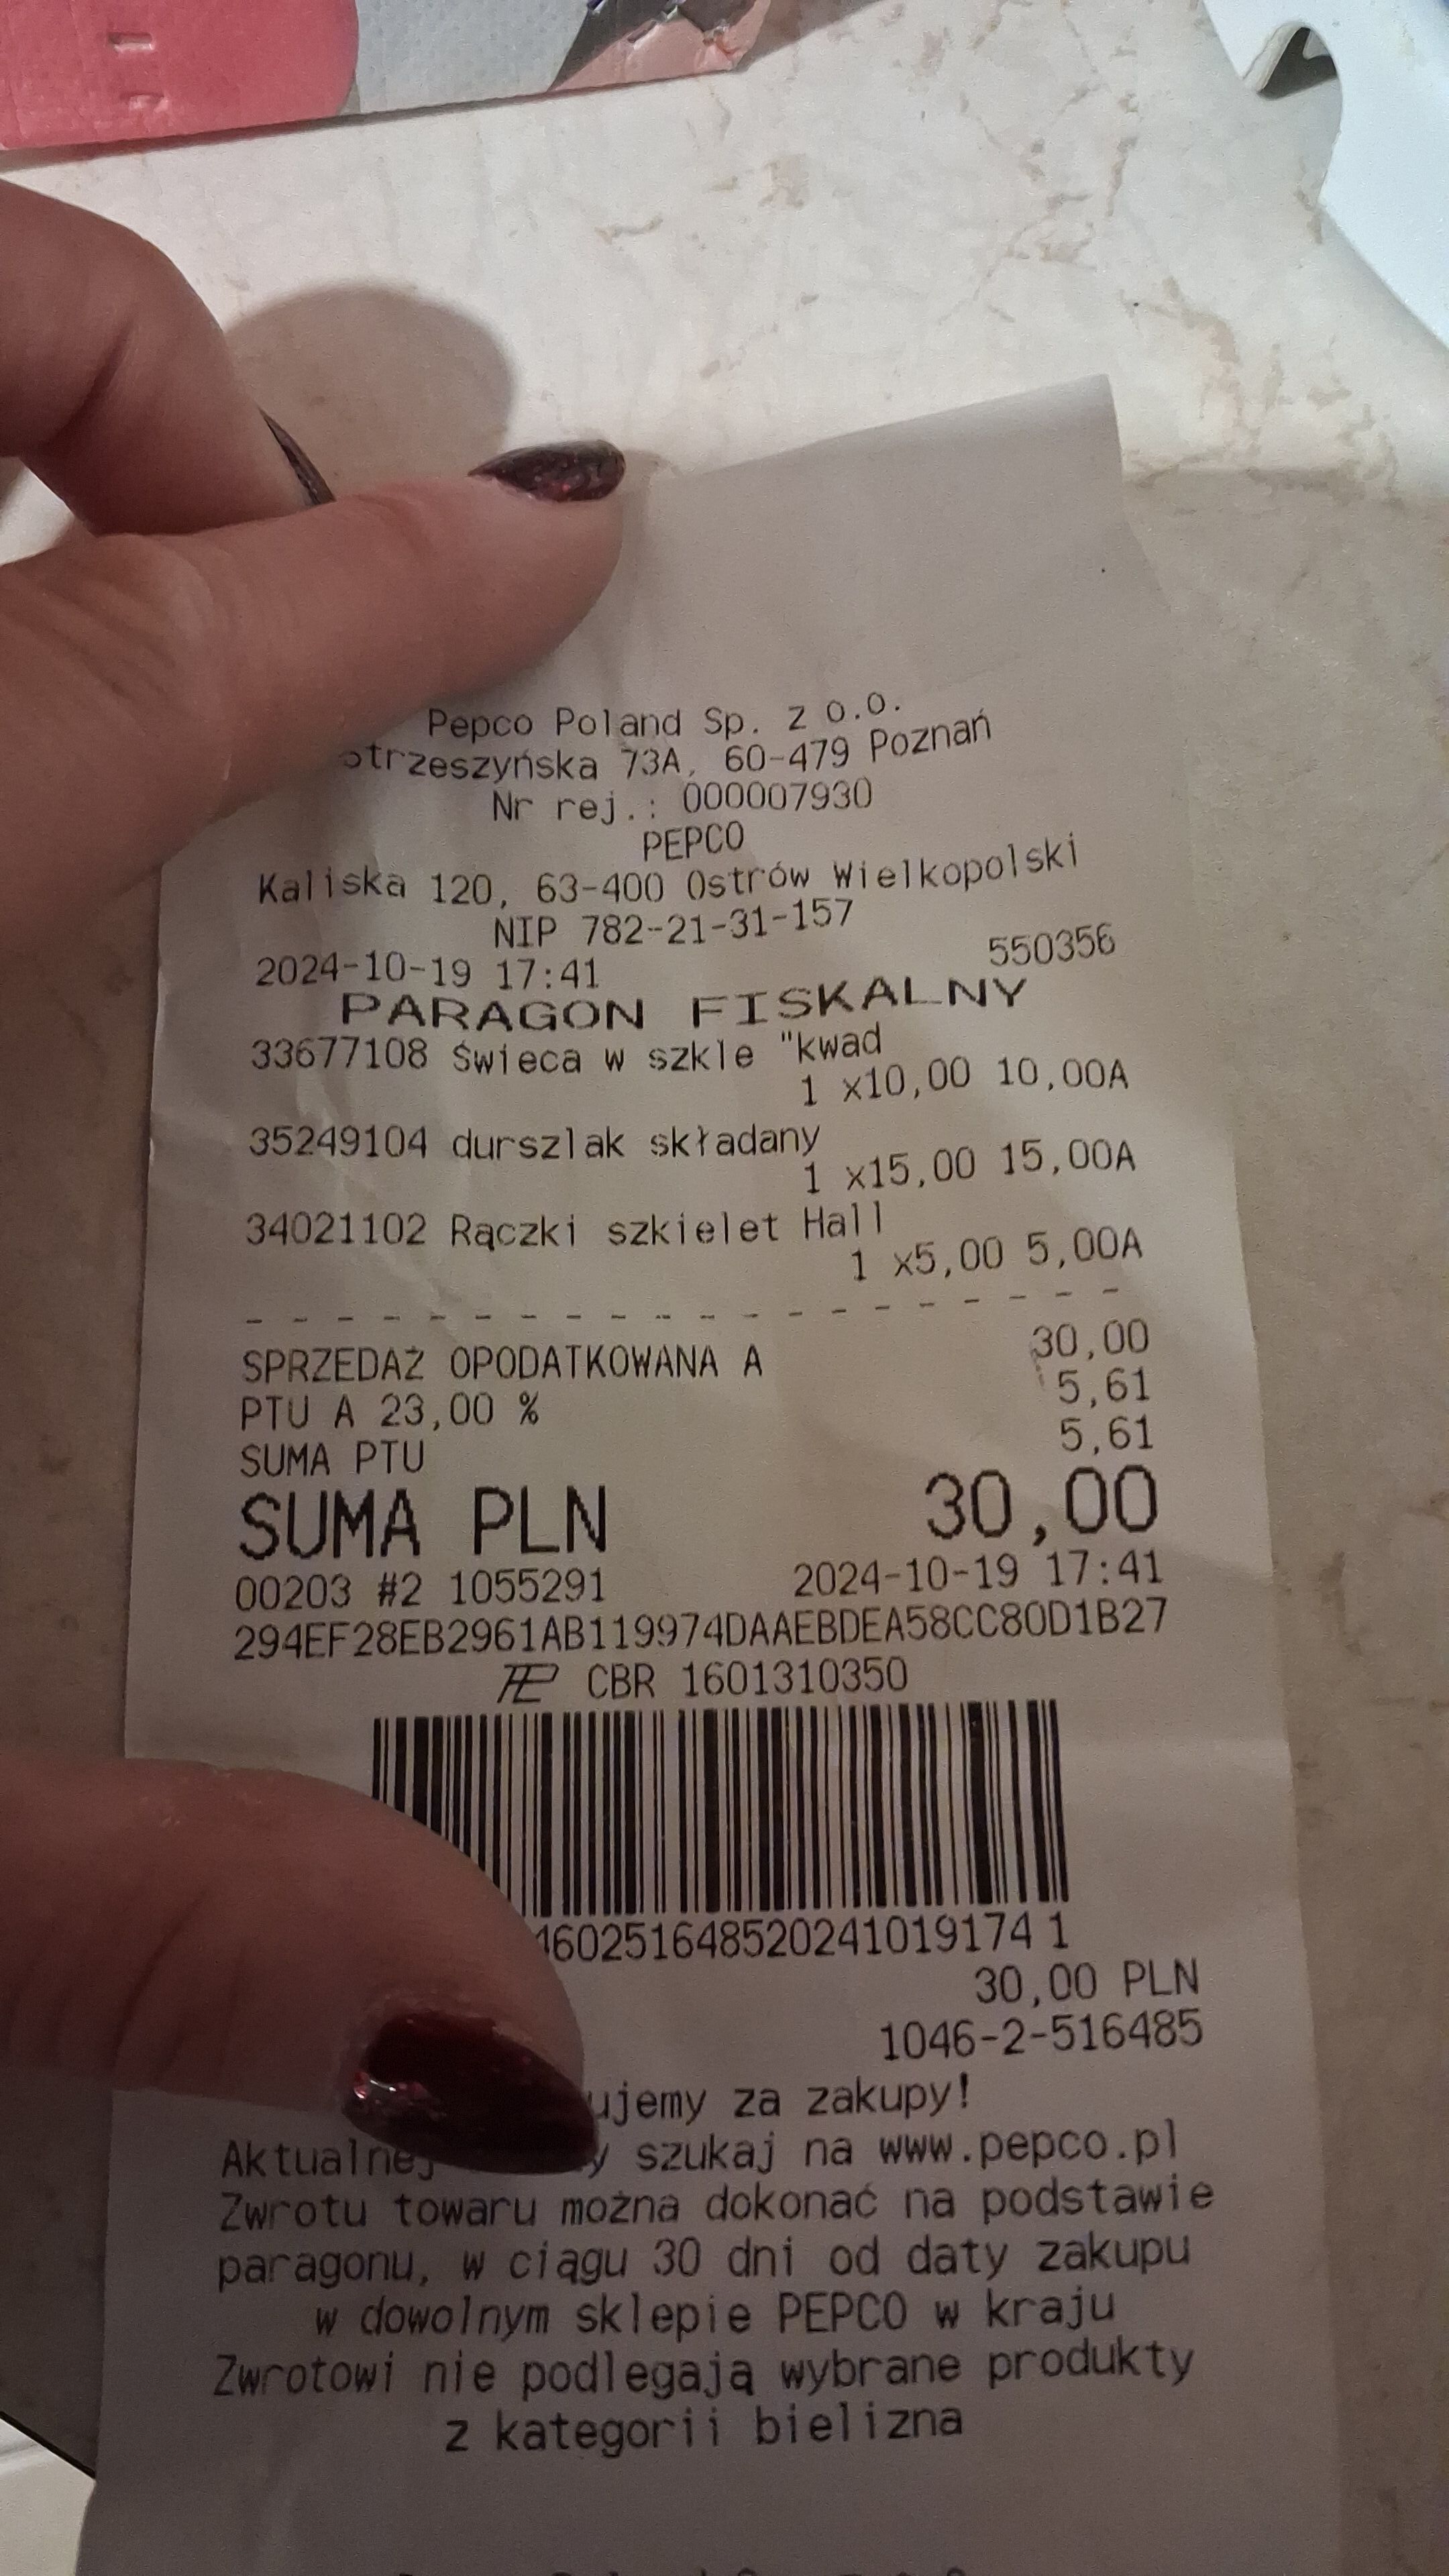 Pepco Poland Sp. z o.o.
73A, 60-479 Poznań
Nr rej.: 000007930
PEPCO
Kaliska 120, 63-400 Ostrów Wielkopolski
NIP 782-21-31-157
2024-10-19 17:41 550356
PARAGON FISKALNY
33677108 Świeca w szkle "kwad
1 x10,00 10,00A
35249104 durszlak składany
1 x15,00 15,00A
34021102 Rączki szkielet Hall
1 x5,00 5,00A
SPRZEDAŻ OPODATKOWANA A 30,00
PTU A 23,00 % 5,61
SUMA PTU 5,61
SUMA PLN 30,00
00203 #2 1055291 2024-10-19 17:41
294EF28EB2961AB119974DAAEBDEA58CC80D1B27
CBR 1601310350
30,00 PLN
1046-2-516485
za zakupy!
szukaj na www.pepco.pl
Zwrotu towaru można dokonać na podstawie
paragonu, w ciągu 30 dni od daty zakupu
w dowolnym sklepie PEPCO w kraju
Zwrotowi nie podlegają wybrane produkty
z kategorii bielizna